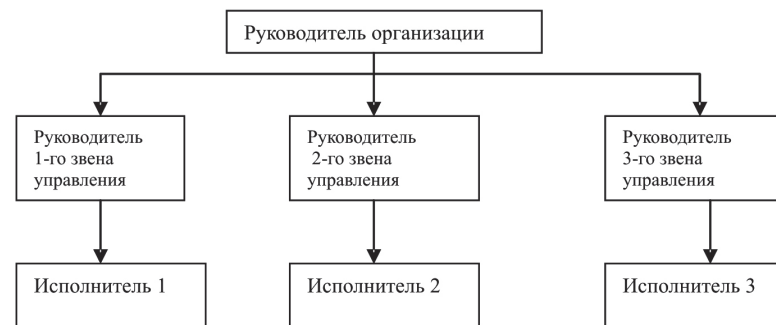 Руководитель организации
Руководитель
1-го звена
управления
Руководитель
2-го звена
управления
Руководитель
3-го звена
управления
Исполнитель 1
Исполнитель 2
Исполнитель 3